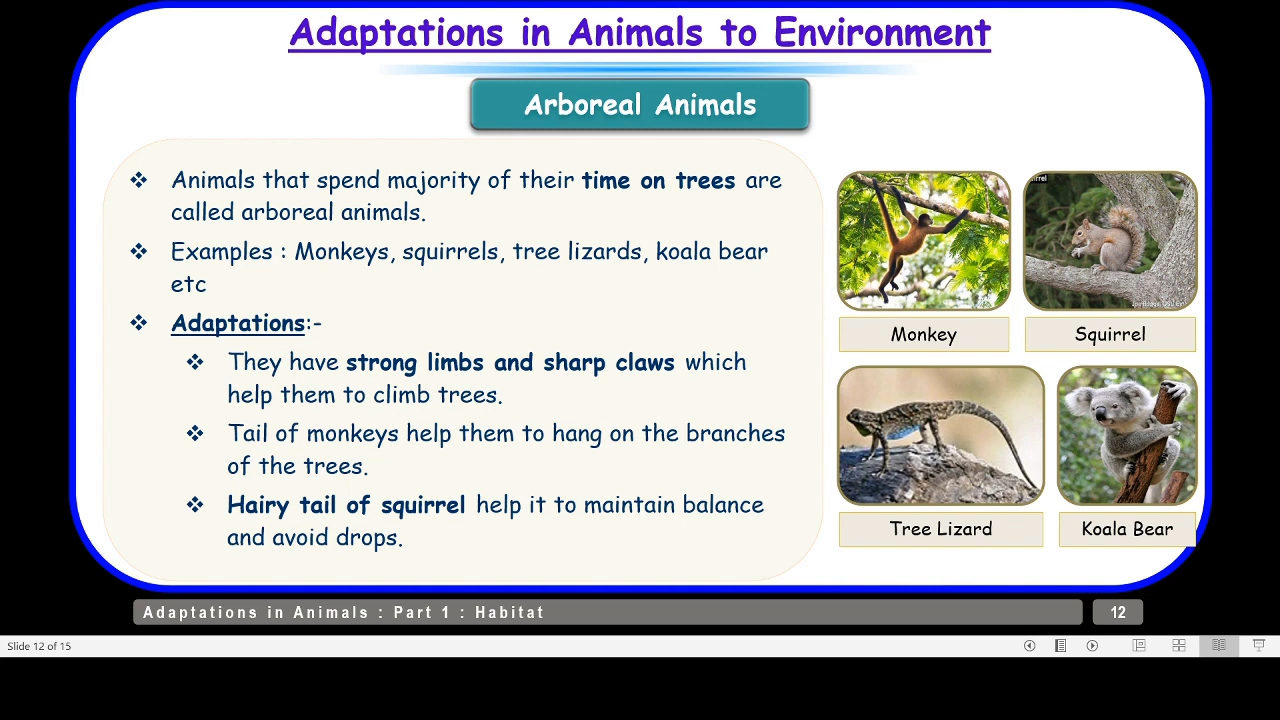 Adaptations in Animals to Environment
Arboreal Animals
❖ Animals that spend majority of their time on trees are
called arboreal animals.
❖ Examples : Monkeys, squirrels, tree lizards, koala bear
etc
❖ Adaptations:-
❖ They have strong limbs and sharp claws which
help them to climb trees.
❖ Tail of monkeys help them to hang on the branches
of the trees.
❖ Hairy tail of squirrel help it to maintain balance
and avoid drops.
Monkey
Squirrel
Tree Lizard
Koala Bear
Adaptations in Animals : Part 1 : Habitat
12
Slide 12 of 15